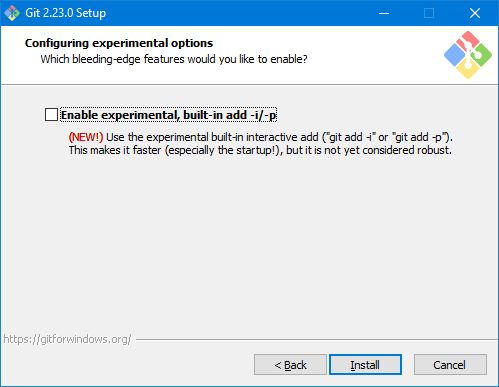 Git 2.23.0 Setup
Configuring experimental options
Which bleeding-edge features would you like to enable?
Enable experimental, built-in add -i/-p
(NEW!) Use the experimental built-in interactive add ("git add -i" or "git add -p").
This makes it faster (especially the startup!), but it is not yet considered robust.
https://gitforwindows.org/
< Back
Install
Cancel